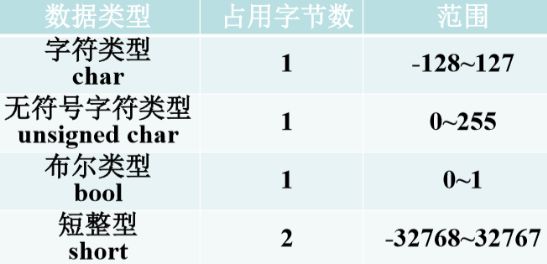 数据类型 占用字节数 范围
字符类型
char 1 -128~127
无符号字符类型
unsigned char 1 0~255
布尔类型
bool 1 0~1
短整型
short 2 -32768~32767